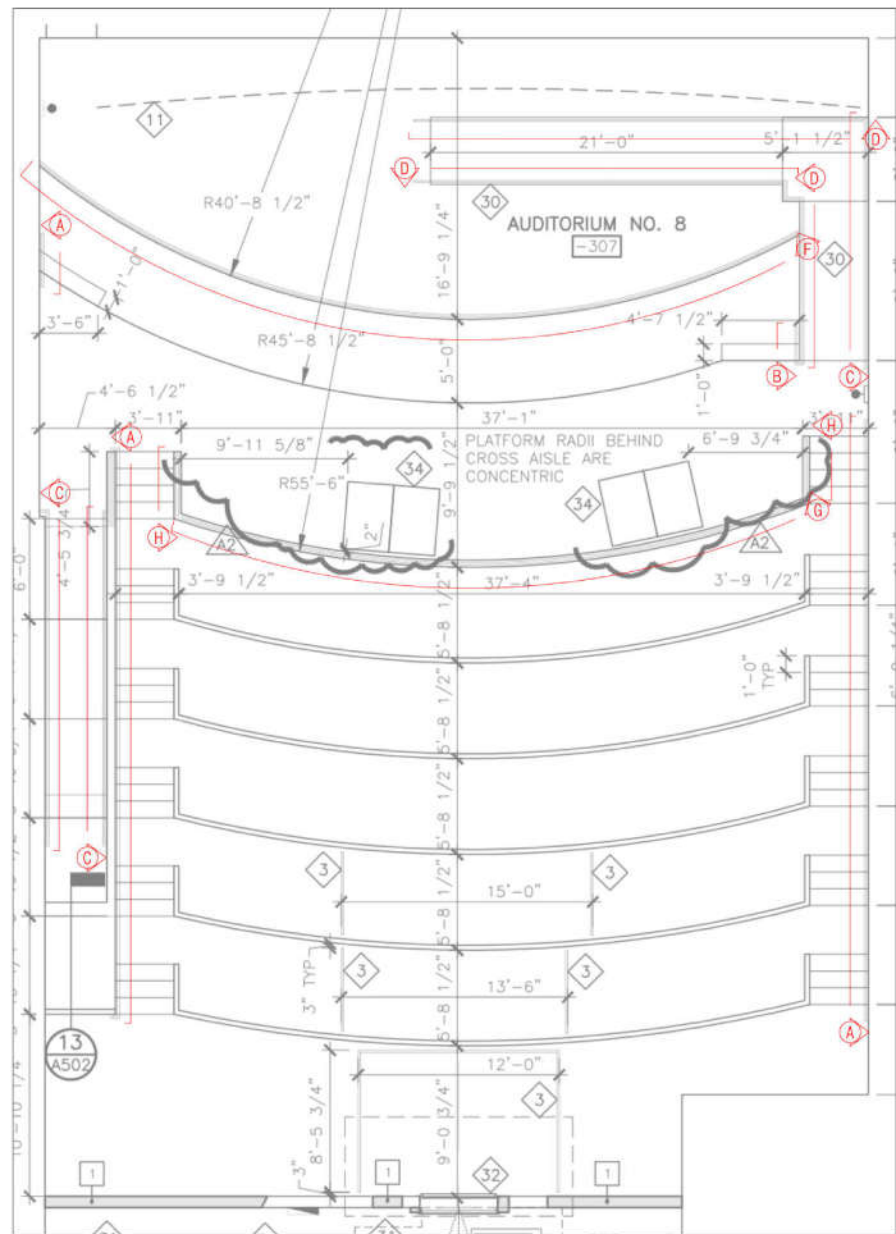 11
D
21'-0"
5'-1 1/2"
D
D
D
30
R40'-8 1/2"
16'-9 1/4"
AUDITORIUM NO. 8
-307
A
F
30
1'-0"
3'-6"
R45'-8 1/2"
5'-0"
4'-7 1/2"
B
C
1'-0"
4'-6 1/2"
3'-11"
37'-1"
3'-11"
A
H
9'-11 5/8"
9'-9 1/2"
PLATFORM RADII BEHIND
CROSS AISLE ARE
CONCENTRIC
6'-9 3/4"
34
34
R55'-6"
C
4'-5 3/4"
H
A2
2"
G
A2
6'-0"
3'-9 1/2"
37'-4"
3'-9 1/2"
5'-8 1/2"
1'-0"
TYP
5'-8 1/2"
C
5'-8 1/2"
3
3
15'-0"
5'-8 1/2"
3" TYP
3
3
13'-6"
5'-8 1/2"
A
13
A502
12'-0"
10'-10 1/4"
8'-5 3/4"
9'-0 3/4"
3
3"
1
1
32
1